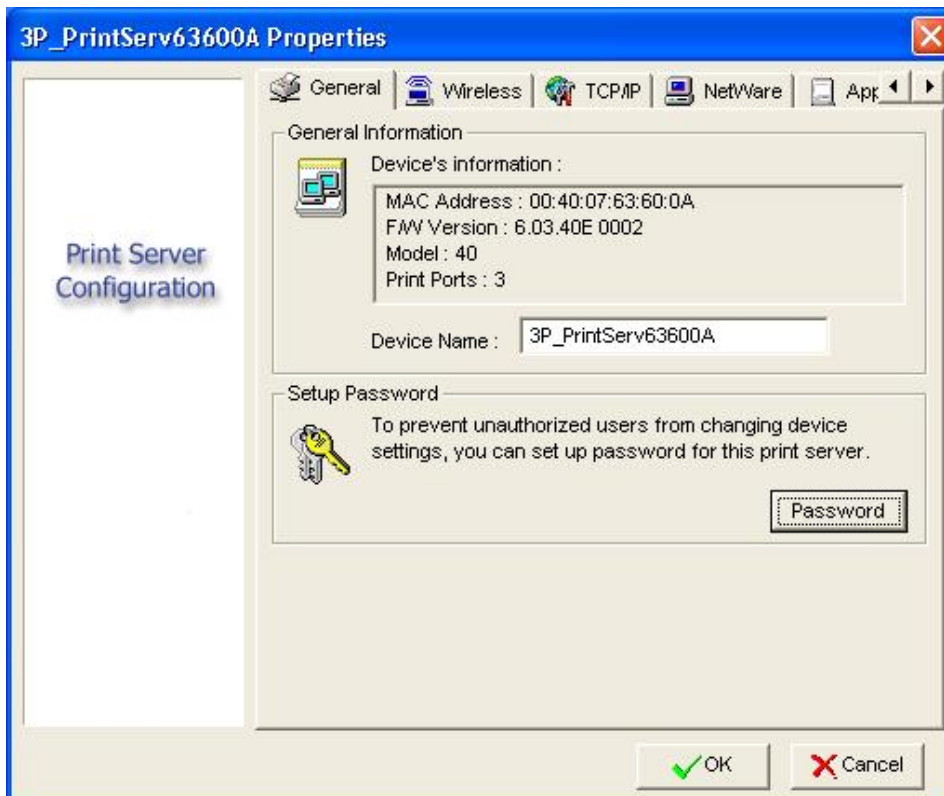 3P_PrintServ63600A Properties
Print Server
Configuration
General
Wireless
TCP/IP
NetWare
App
General Information
Device's information :
MAC Address : 00:40:07:63:60:0A
F/W Version : 6.03.40E 0002
Model : 40
Print Ports : 3
Device Name : 3P_PrintServ63600A
Setup Password
To prevent unauthorized users from changing device
settings, you can set up password for this print server.
Password
OK
Cancel